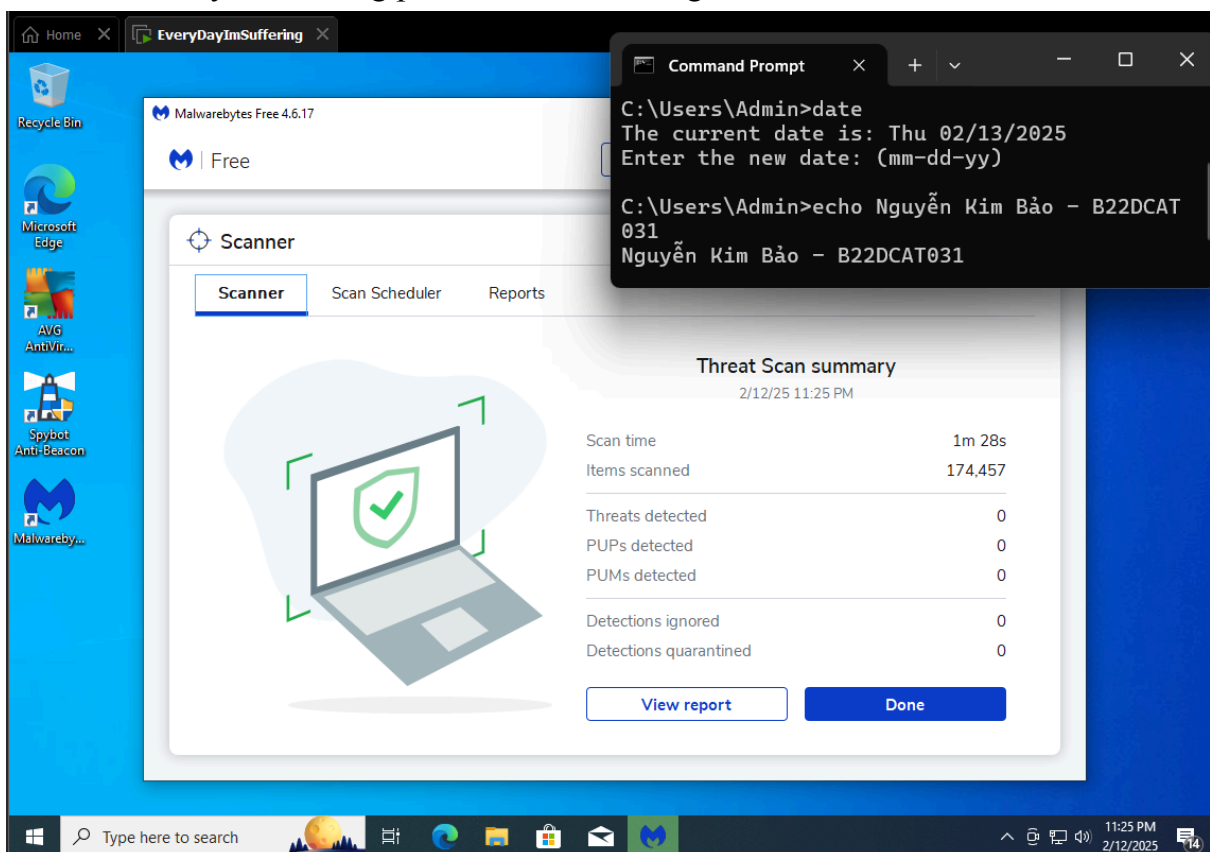 Home
EveryDayImSuffering
Recycle Bin
Microsoft
Edge
AVG
AntiVir...
Spybot
Anti-Beacon
Malwareby...
Malwarebytes Free 4.6.17
Free
Scanner
Scanner Scan Scheduler Reports
Threat Scan summary
2/12/25 11:25 PM
Scan time 1m 28s
Items scanned 174,457
Threats detected 0
PUPs detected 0
PUMs detected 0
Detections ignored 0
Detections quarantined 0
View report Done
Command Prompt
C:\Users\Admin>date
The current date is: Thu 02/13/2025
Enter the new date: (mm-dd-yy)
C:\Users\Admin>echo Nguyễn Kim Bảo - B22DCAT
031
Nguyễn Kim Bảo - B22DCAT031
Type here to search
11:25 PM
2/12/2025
14